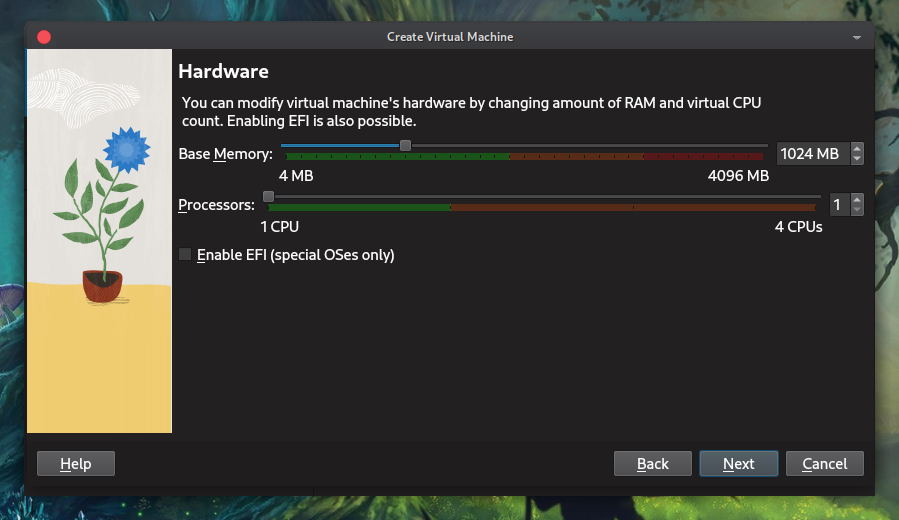 Create Virtual Machine
Hardware
You can modify virtual machine's hardware by changing amount of RAM and virtual CPU
count. Enabling EFI is also possible.
Base Memory: 1024 MB
4 MB 4096 MB
Processors: 1
1 CPU 4 CPUs
Enable EFI (special OSes only)
Help Back Next Cancel